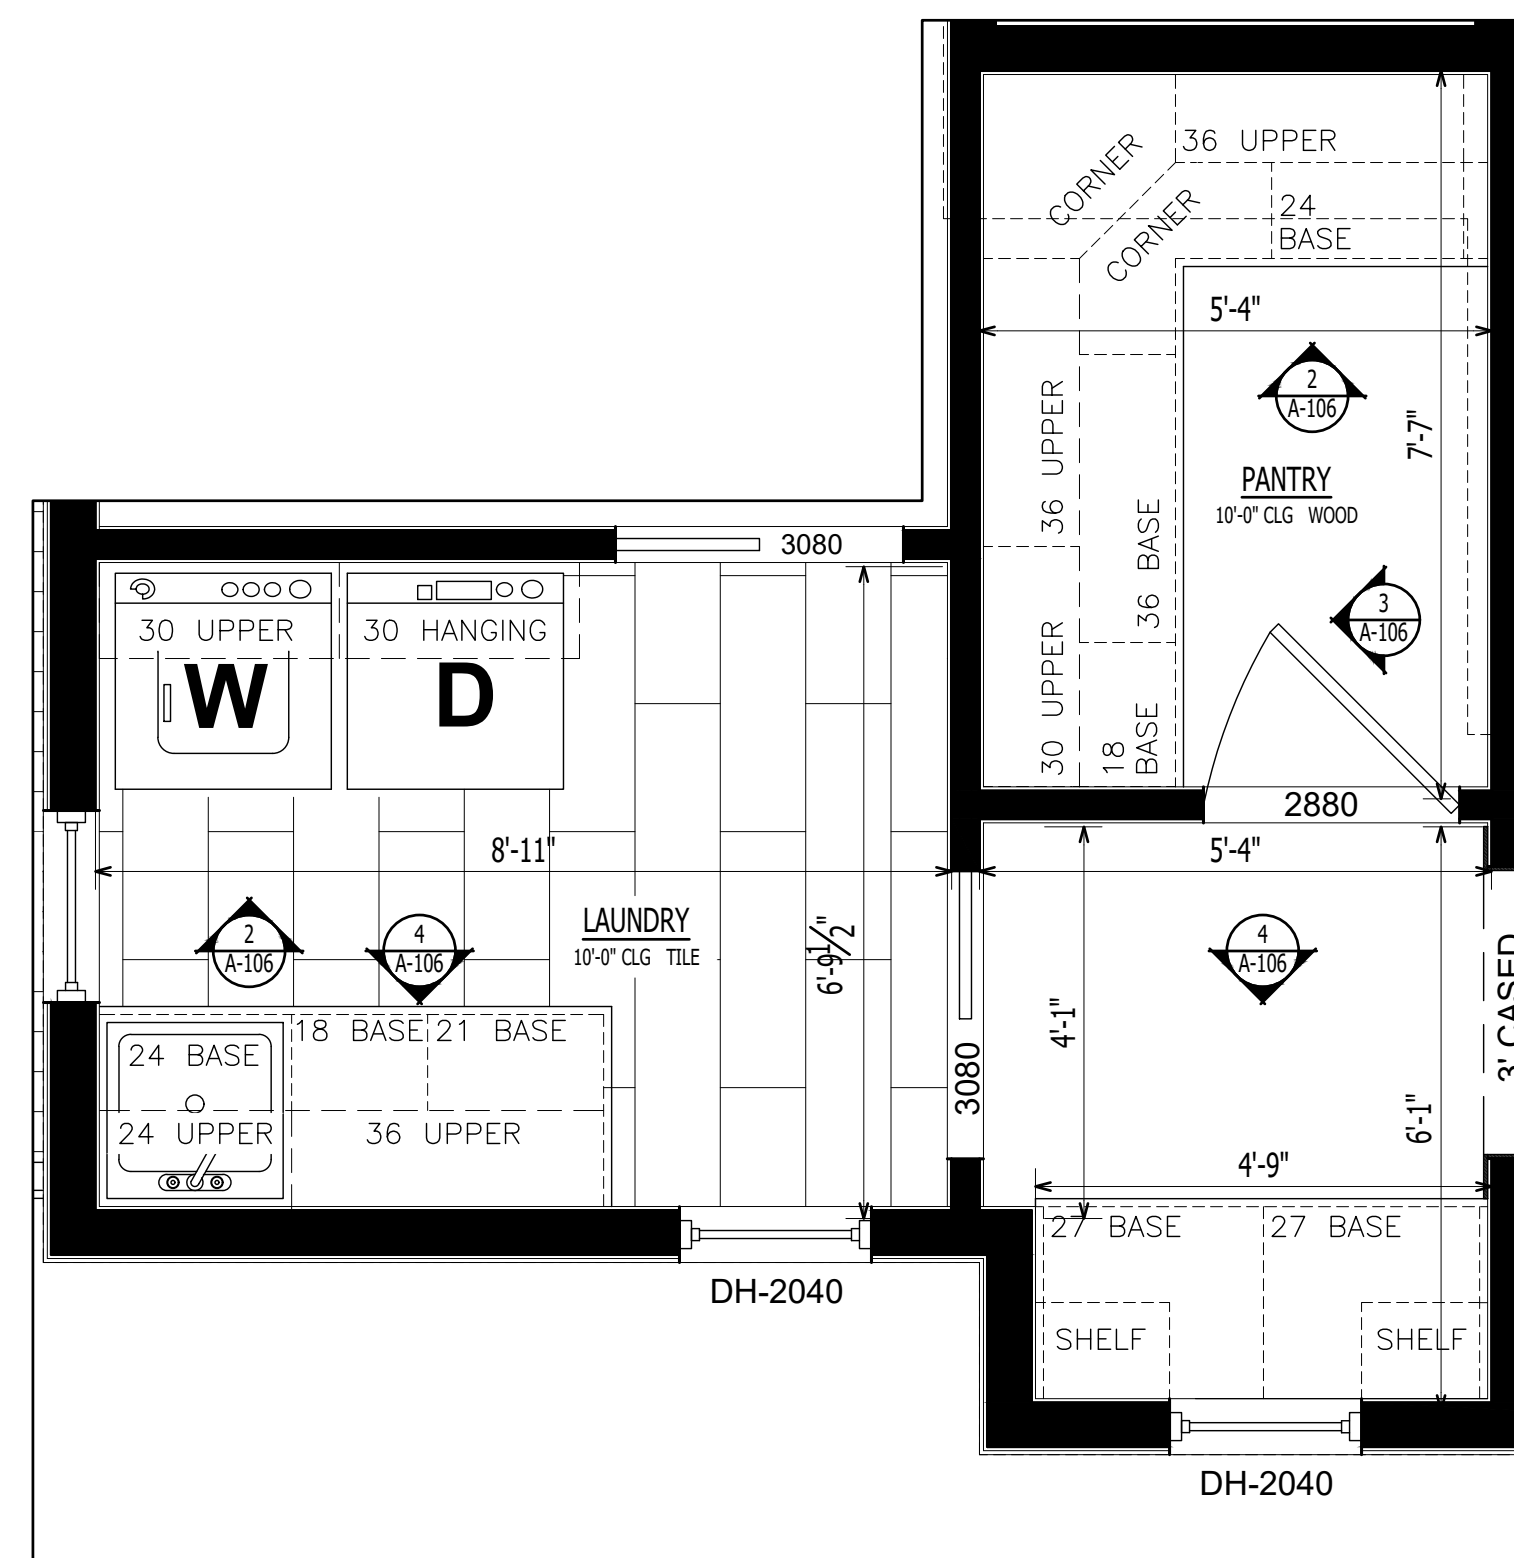 36 UPPER
CORNER
CORNER
24
BASE
5'-4"
2
A-106
36 UPPER
7'-7"
PANTRY
10'-0" CLG WOOD
36 BASE
3080
3
A-106
30 UPPER
30 HANGING
W
D
30 UPPER
18
BASE
2880
8'-11"
5'-4"
LAUNDRY
10'-0" CLG TILE
6'-9 1/2"
2
A-106
4
A-106
4
A-106
3' CASED
4'-1"
18 BASE
21 BASE
24 BASE
3080
6'-1"
24 UPPER
36 UPPER
4'-9"
27 BASE
27 BASE
DH-2040
SHELF
SHELF
DH-2040